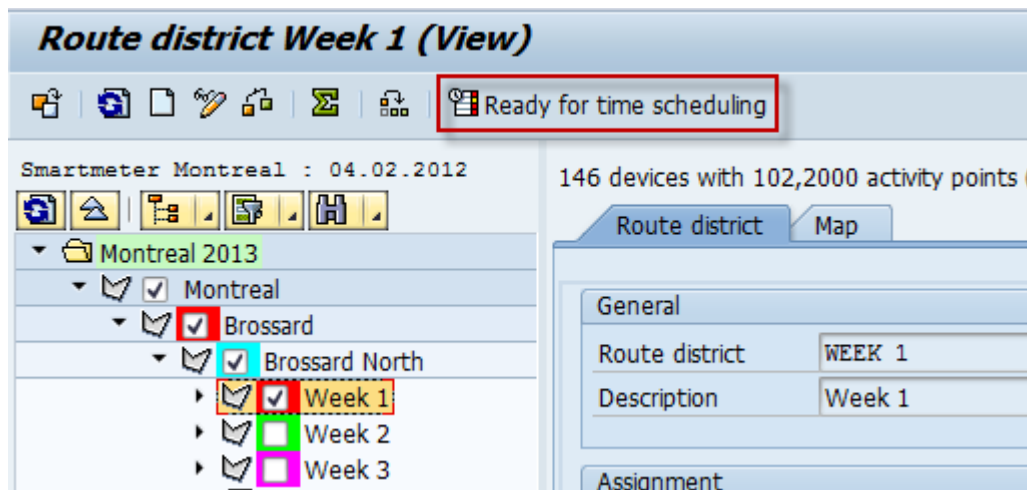 Route district Week 1 (View)
Ready for time scheduling
Smartmeter Montreal : 04.02.2012
146 devices with 102,2000 activity points (
Route district
Map
Montreal 2013
Montreal
Brossard
Brossard North
Week 1
Week 2
Week 3
General
Route district WEEK 1
Description Week 1
Assignment